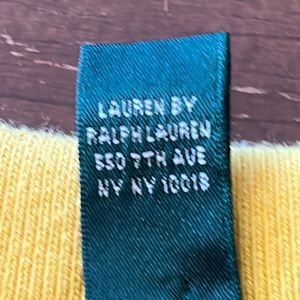 LAUREN BY
RALPH LAUREN
550 7TH AVE
NY NY 10018